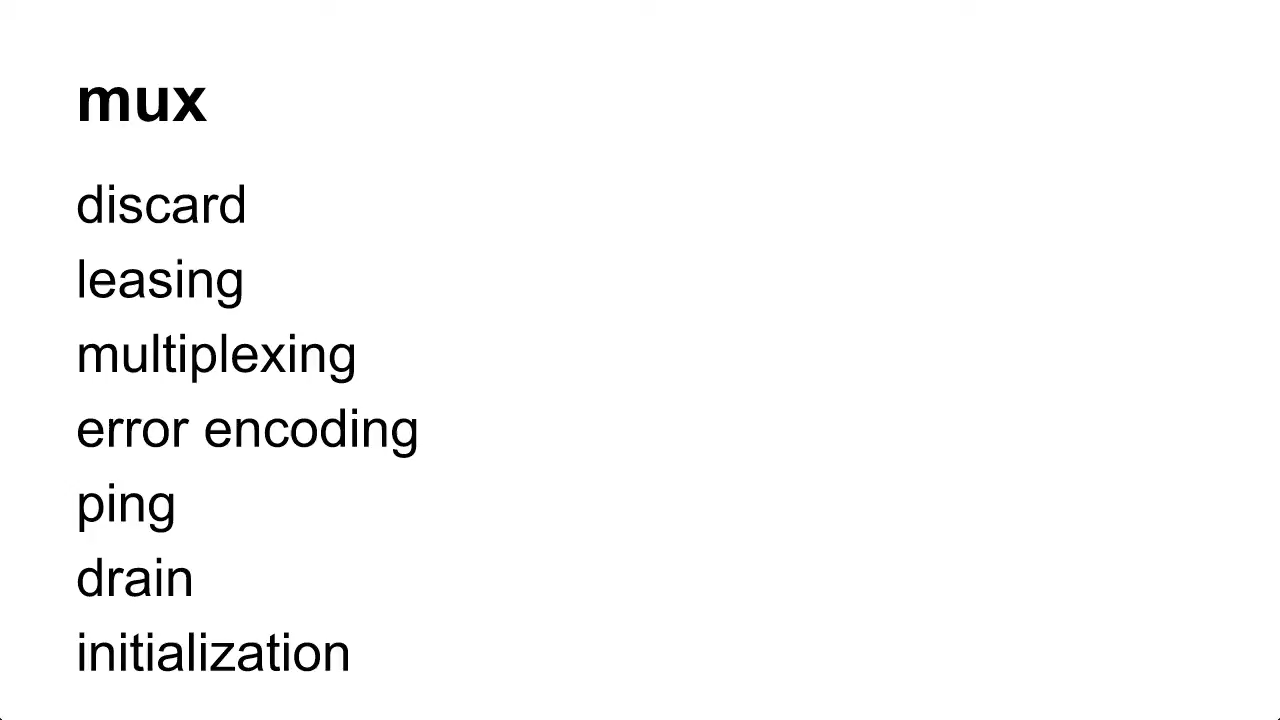 mux
discard
leasing
multiplexing
error encoding
ping
drain
initialization